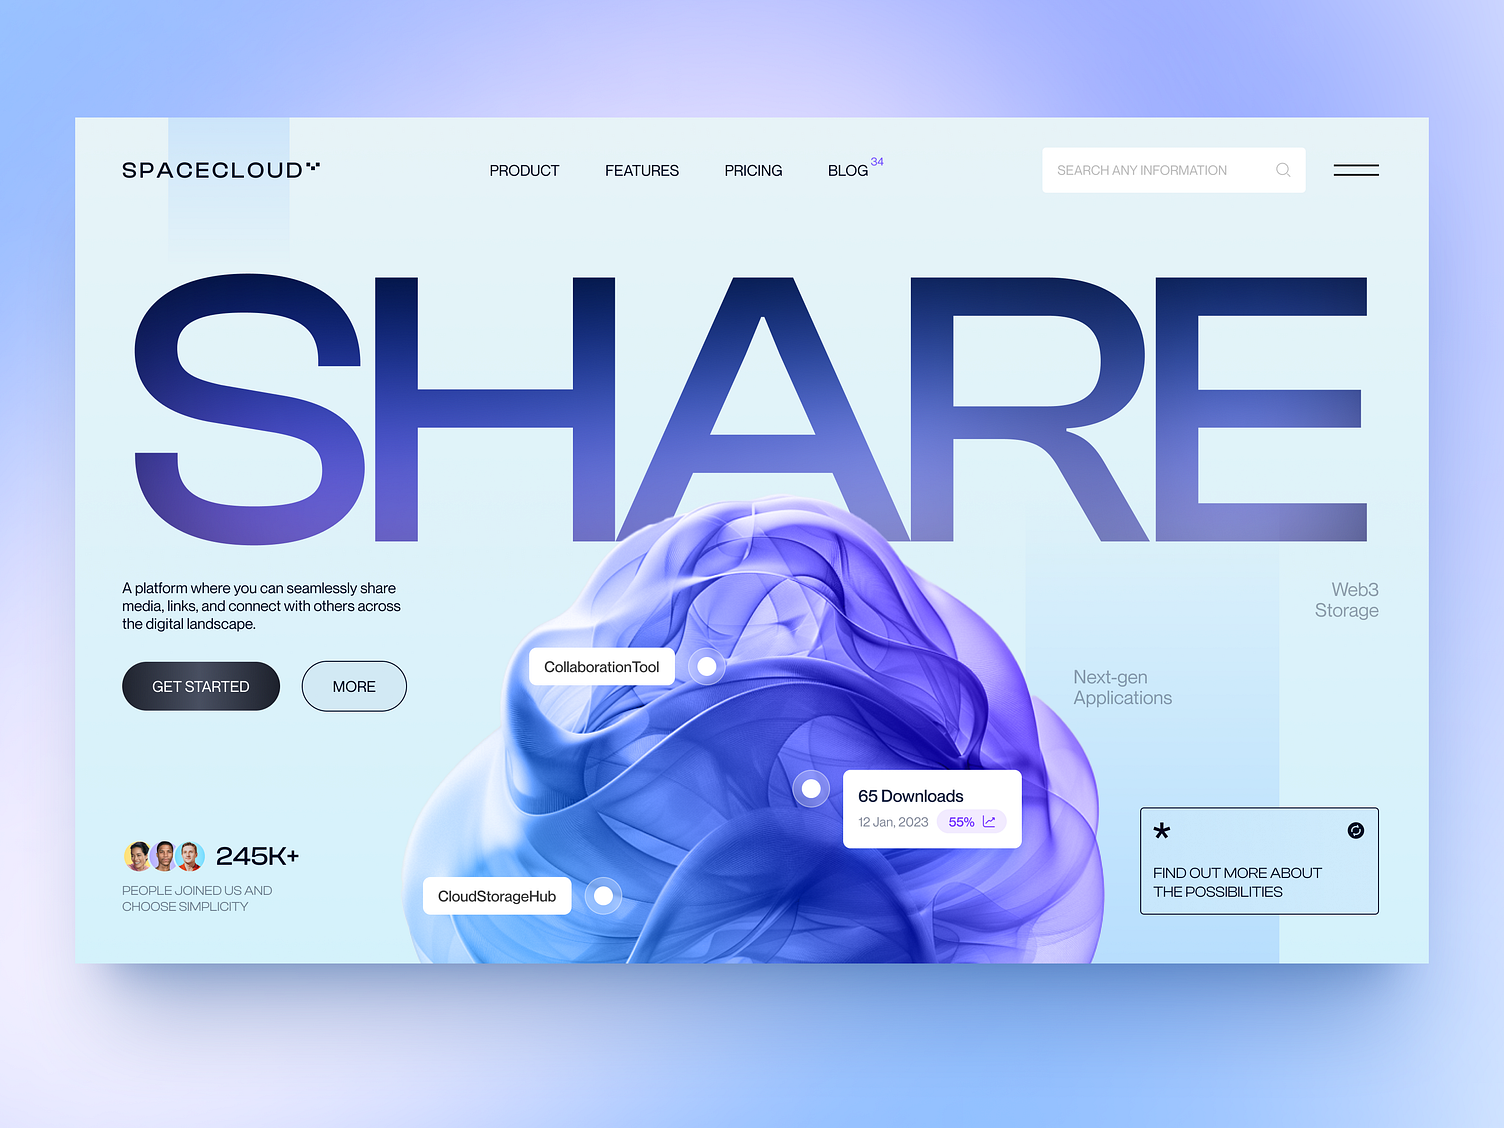 SPACECLOUD
PRODUCT
FEATURES
PRICING
BLOG 34
SEARCH ANY INFORMATION
SHARE
A platform where you can seamlessly share
media, links, and connect with others across
the digital landscape.
GET STARTED
MORE
Web3
Storage
CollaborationTool
Next-gen
Applications
65 Downloads
12 Jan, 2023
55%
245K+
PEOPLE JOINED US AND
CHOOSE SIMPLICITY
CloudStorageHub
FIND OUT MORE ABOUT
THE POSSIBILITIES